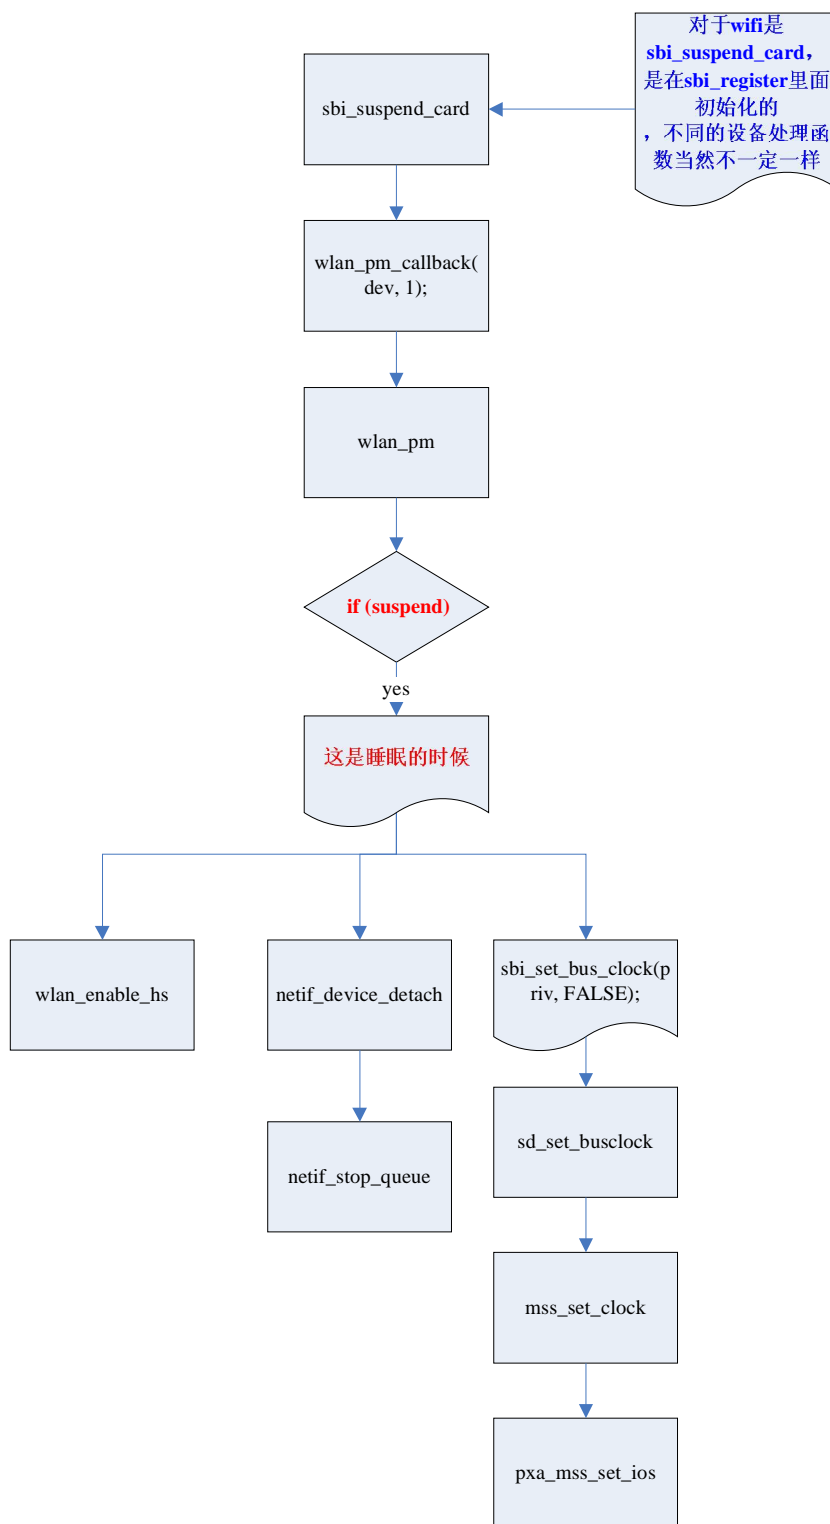 对于wifi是
sbi_suspend_card，
是在sbi_register里面
初始化的
，不同的设备处理函
数当然不一定一样
sbi_suspend_card
wlan_pm_callback(
dev, 1);
wlan_pm
if (suspend)
yes
这是睡眠的时候
wlan_enable_hs
netif_device_detach
sbi_set_bus_clock(p
riv, FALSE);
netif_stop_queue
sd_set_busclock
mss_set_clock
pxa_mss_set_ios